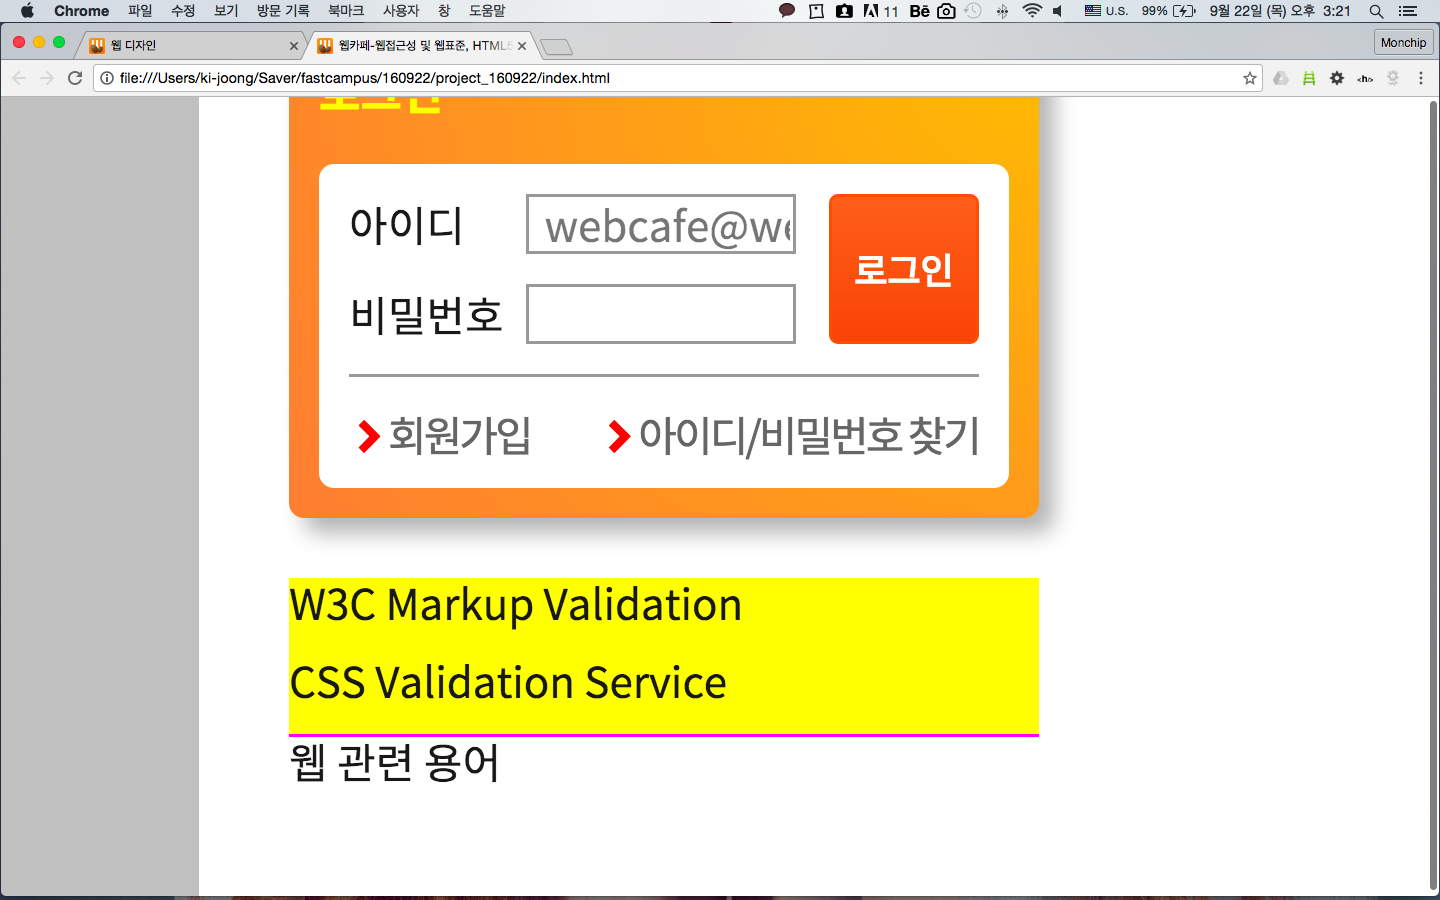 Chrome 파일 수정 보기 방문 기록 북마크 사용자 창 도움말 11 Bē U.S. 99% 9월 22일 (목) 오후 3:21
웹 디자인 웹카페-웹접근성 및 웹표준, HTML5 Monchip
file:///Users/ki-joong/Saver/fastcampus/160922/project_160922/index.html <h/>
로그인
아이디 webcafe@we
로그인
비밀번호
회원가입 아이디/비밀번호 찾기
W3C Markup Validation
CSS Validation Service
웹 관련 용어